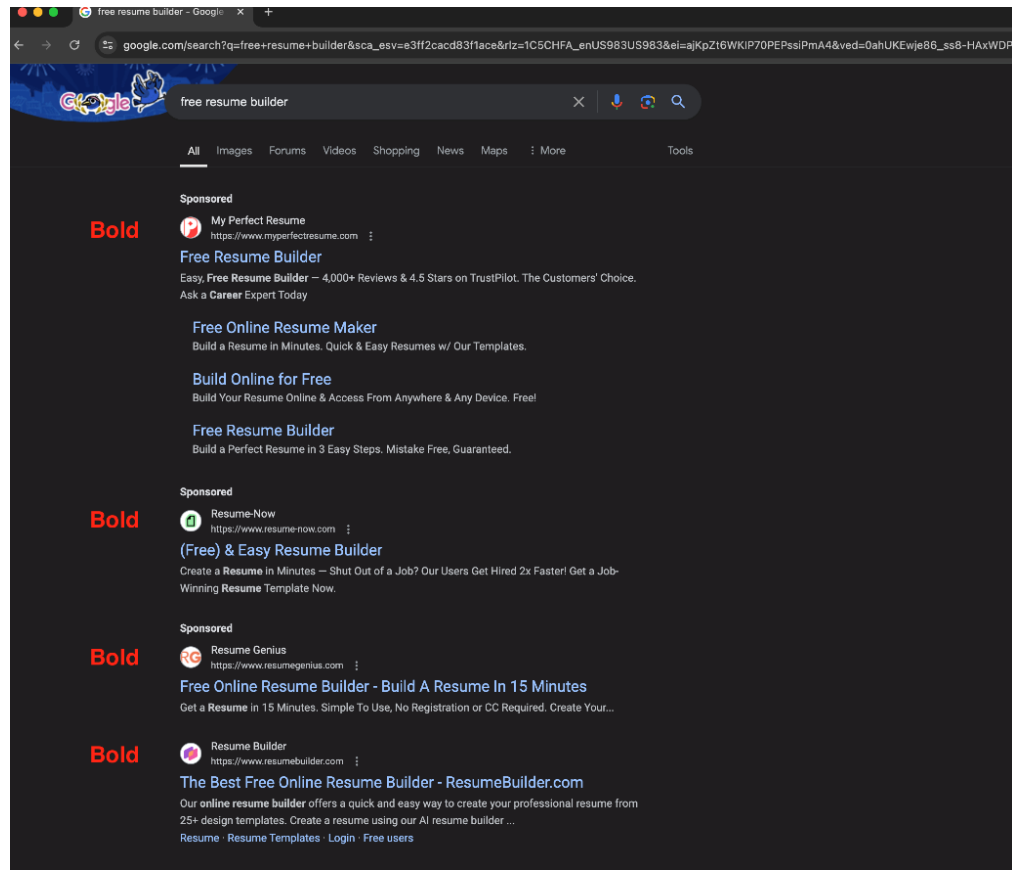 free resume builder - Google
google.com/search?q=free+resume+builder&sca_esv=e3ff2cacd83f1ace&rlz=1C5CHFA_enUS983US983&ei=ajKpZt6WKIP70PEPssiPmA4&ved=0ahUKEwje86_ss8-HAxWDP
Google
free resume builder
All Images Forums Videos Shopping News Maps More Tools
Sponsored
Bold
My Perfect Resume
https://www.myperfectresume.com
Free Resume Builder
Easy, Free Resume Builder — 4,000+ Reviews & 4.5 Stars on TrustPilot. The Customers' Choice.
Ask a Career Expert Today
Free Online Resume Maker
Build a Resume in Minutes. Quick & Easy Resumes w/ Our Templates.
Build Online for Free
Build Your Resume Online & Access From Anywhere & Any Device. Free!
Free Resume Builder
Build a Perfect Resume in 3 Easy Steps. Mistake Free, Guaranteed.
Sponsored
Bold
Resume-Now
https://www.resume-now.com
(Free) & Easy Resume Builder
Create a Resume in Minutes — Shut Out of a Job? Our Users Get Hired 2x Faster! Get a Job-
Winning Resume Template Now.
Sponsored
Bold
RG
Resume Genius
https://www.resumegenius.com
Free Online Resume Builder - Build A Resume In 15 Minutes
Get a Resume in 15 Minutes. Simple To Use, No Registration or CC Required. Create Your...
Bold
Resume Builder
https://www.resumebuilder.com
The Best Free Online Resume Builder - ResumeBuilder.com
Our online resume builder offers a quick and easy way to create your professional resume from
25+ design templates. Create a resume using our AI resume builder ...
Resume · Resume Templates · Login · Free users